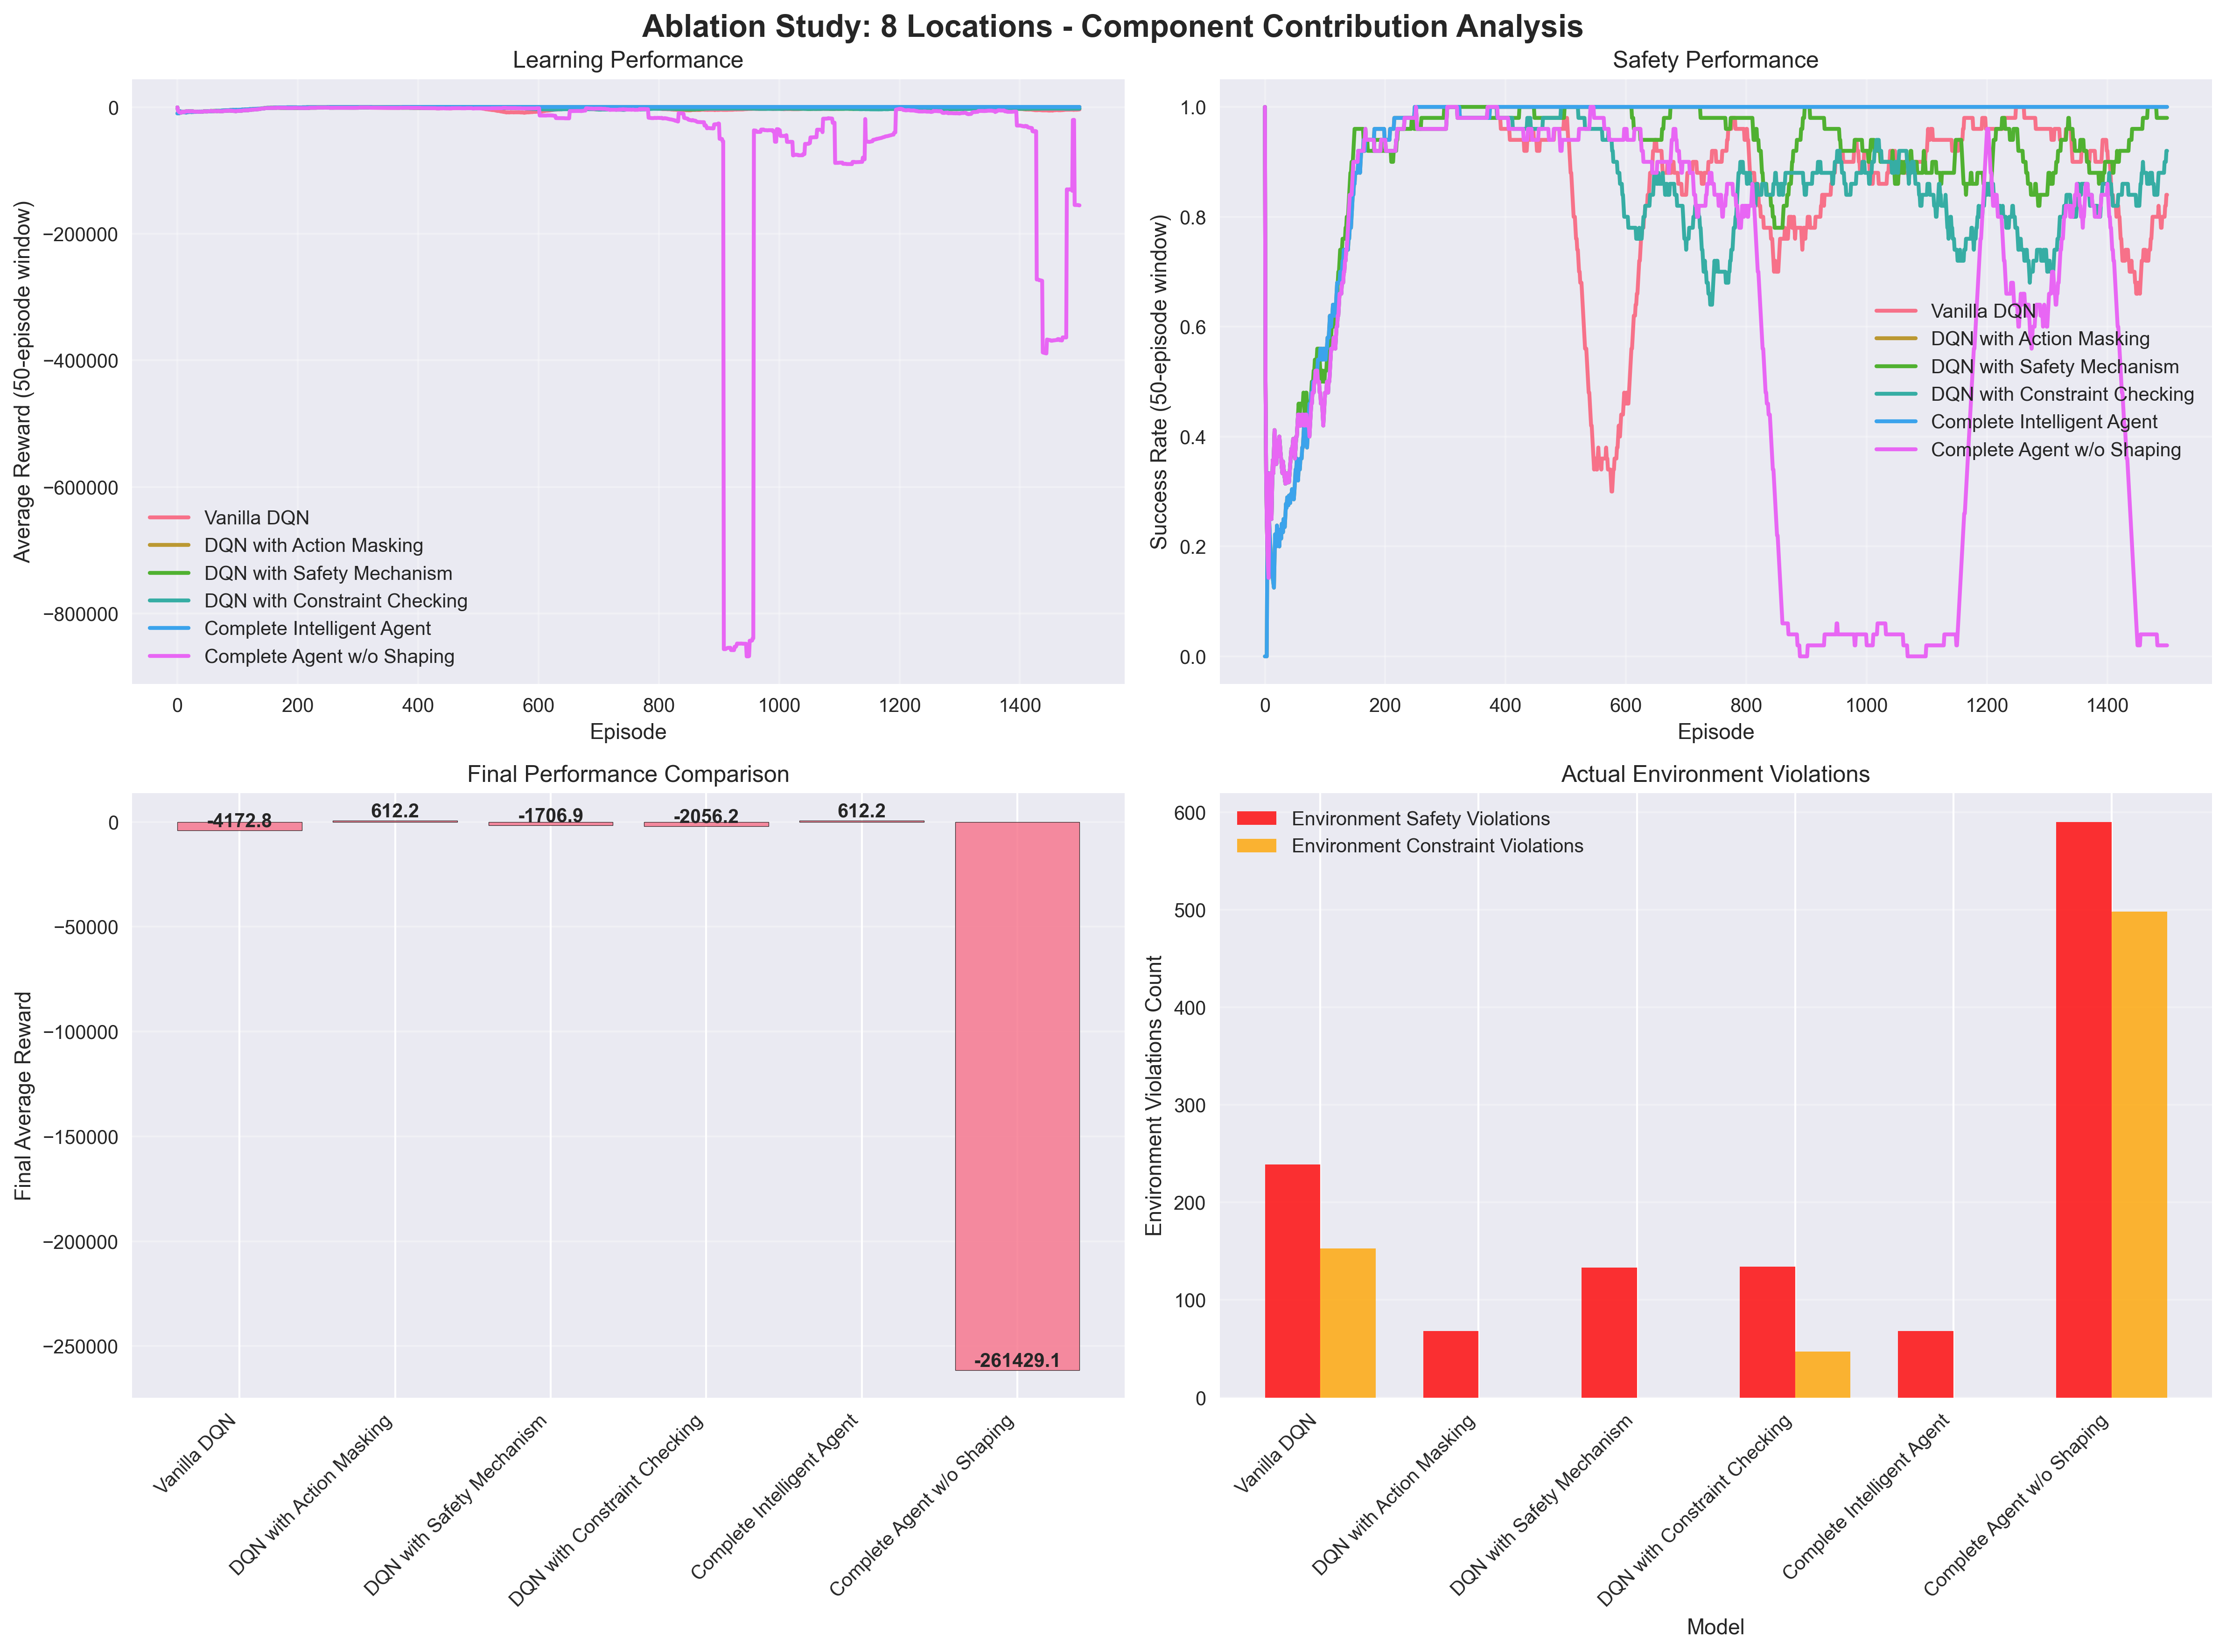 Ablation Study: 8 Locations - Component Contribution Analysis
Learning Performance
0
−200000
−400000
−600000
−800000
Average Reward (50-episode window)
Vanilla DQN
DQN with Action Masking
DQN with Safety Mechanism
DQN with Constraint Checking
Complete Intelligent Agent
Complete Agent w/o Shaping
0 200 400 600 800 1000 1200 1400
Episode
Safety Performance
1.0
0.8
0.6
0.4
0.2
0.0
Success Rate (50-episode window)
Vanilla DQN
DQN with Action Masking
DQN with Safety Mechanism
DQN with Constraint Checking
Complete Intelligent Agent
Complete Agent w/o Shaping
0 200 400 600 800 1000 1200 1400
Episode
Final Performance Comparison
0
−50000
−100000
−150000
−200000
−250000
Final Average Reward
-4172.8
612.2
-1706.9
-2056.2
612.2
-261429.1
Vanilla DQN
DQN with Action Masking
DQN with Safety Mechanism
DQN with Constraint Checking
Complete Intelligent Agent
Complete Agent w/o Shaping
Actual Environment Violations
600
500
400
300
200
100
0
Environment Violations Count
Environment Safety Violations
Environment Constraint Violations
Vanilla DQN
DQN with Action Masking
DQN with Safety Mechanism
DQN with Constraint Checking
Complete Intelligent Agent
Complete Agent w/o Shaping
Model